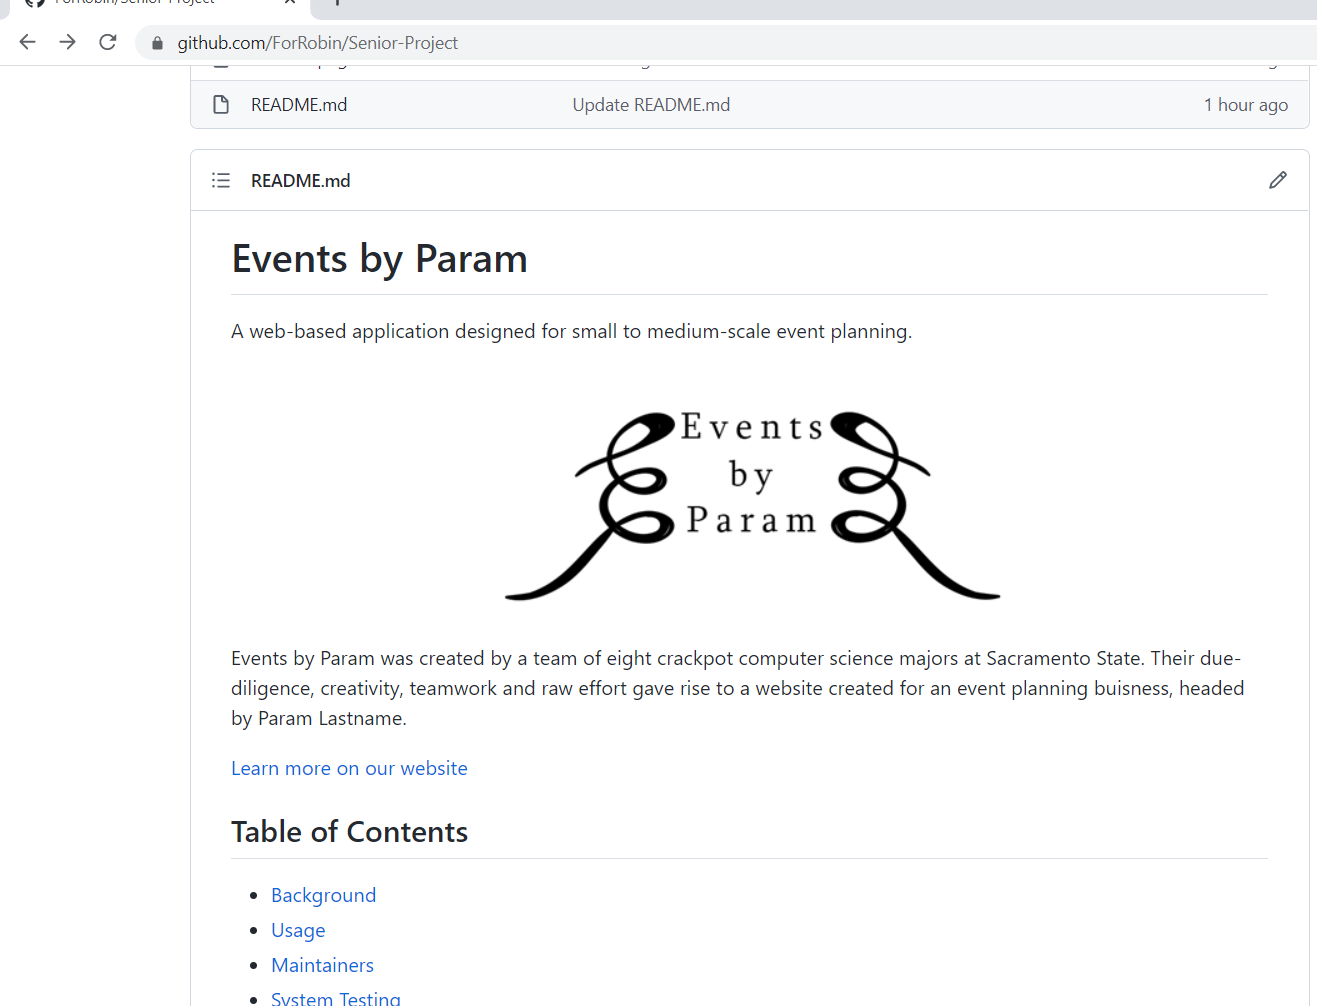 ForRobin/Senior-Project
github.com/ForRobin/Senior-Project
README.md Update README.md 1 hour ago
README.md
Events by Param
A web-based application designed for small to medium-scale event planning.
Events
by
Param
Events by Param was created by a team of eight crackpot computer science majors at Sacramento State. Their due-
diligence, creativity, teamwork and raw effort gave rise to a website created for an event planning buisness, headed
by Param Lastname.
Learn more on our website
Table of Contents
Background
Usage
Maintainers
System Testing